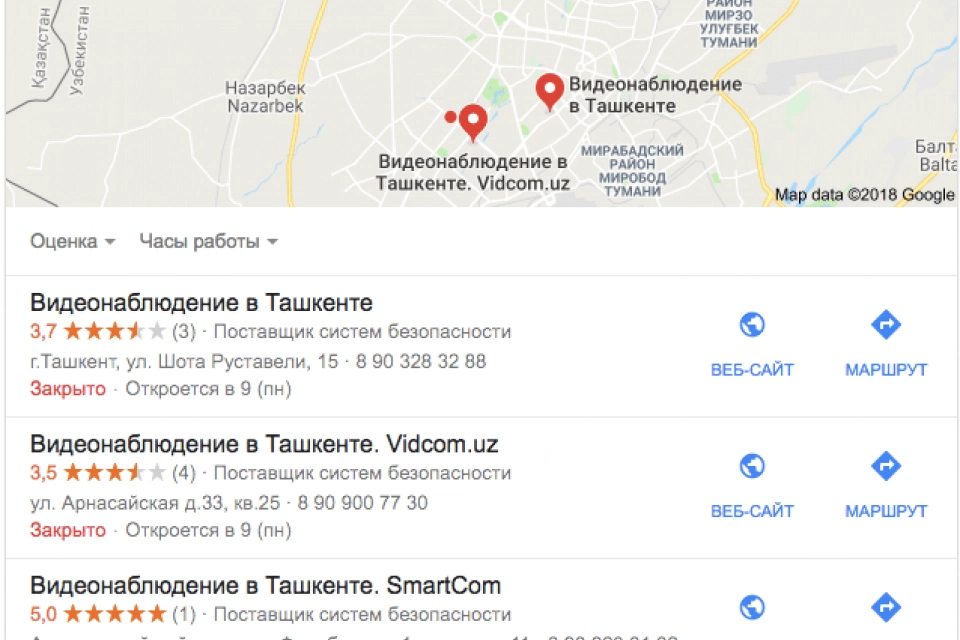 Қазақстан
Узбекистан
РАЙОН
МИРЗО
УЛУГБЕК
ТУМАНИ
Назарбек
Nazarbek
Видеонаблюдение
в Ташкенте
Видеонаблюдение в
Ташкенте. Vidcom.uz
МИРАБАДСКИЙ
РАЙОН
МИРОБОД
ТУМАНИ
Балт
Balta
Map data ©2018 Google
Оценка Часы работы
Видеонаблюдение в Ташкенте
3,7 (3) · Поставщик систем безопасности
г.Ташкент, ул. Шота Руставели, 15 · 8 90 328 32 88
Закрыто · Откроется в 9 (пн)
ВЕБ-САЙТ МАРШРУТ
Видеонаблюдение в Ташкенте. Vidcom.uz
3,5 (4) · Поставщик систем безопасности
ул. Арнасайская д.33, кв.25 · 8 90 900 77 30
Закрыто · Откроется в 9 (пн)
ВЕБ-САЙТ МАРШРУТ
Видеонаблюдение в Ташкенте. SmartCom
5,0 (1) · Поставщик систем безопасности